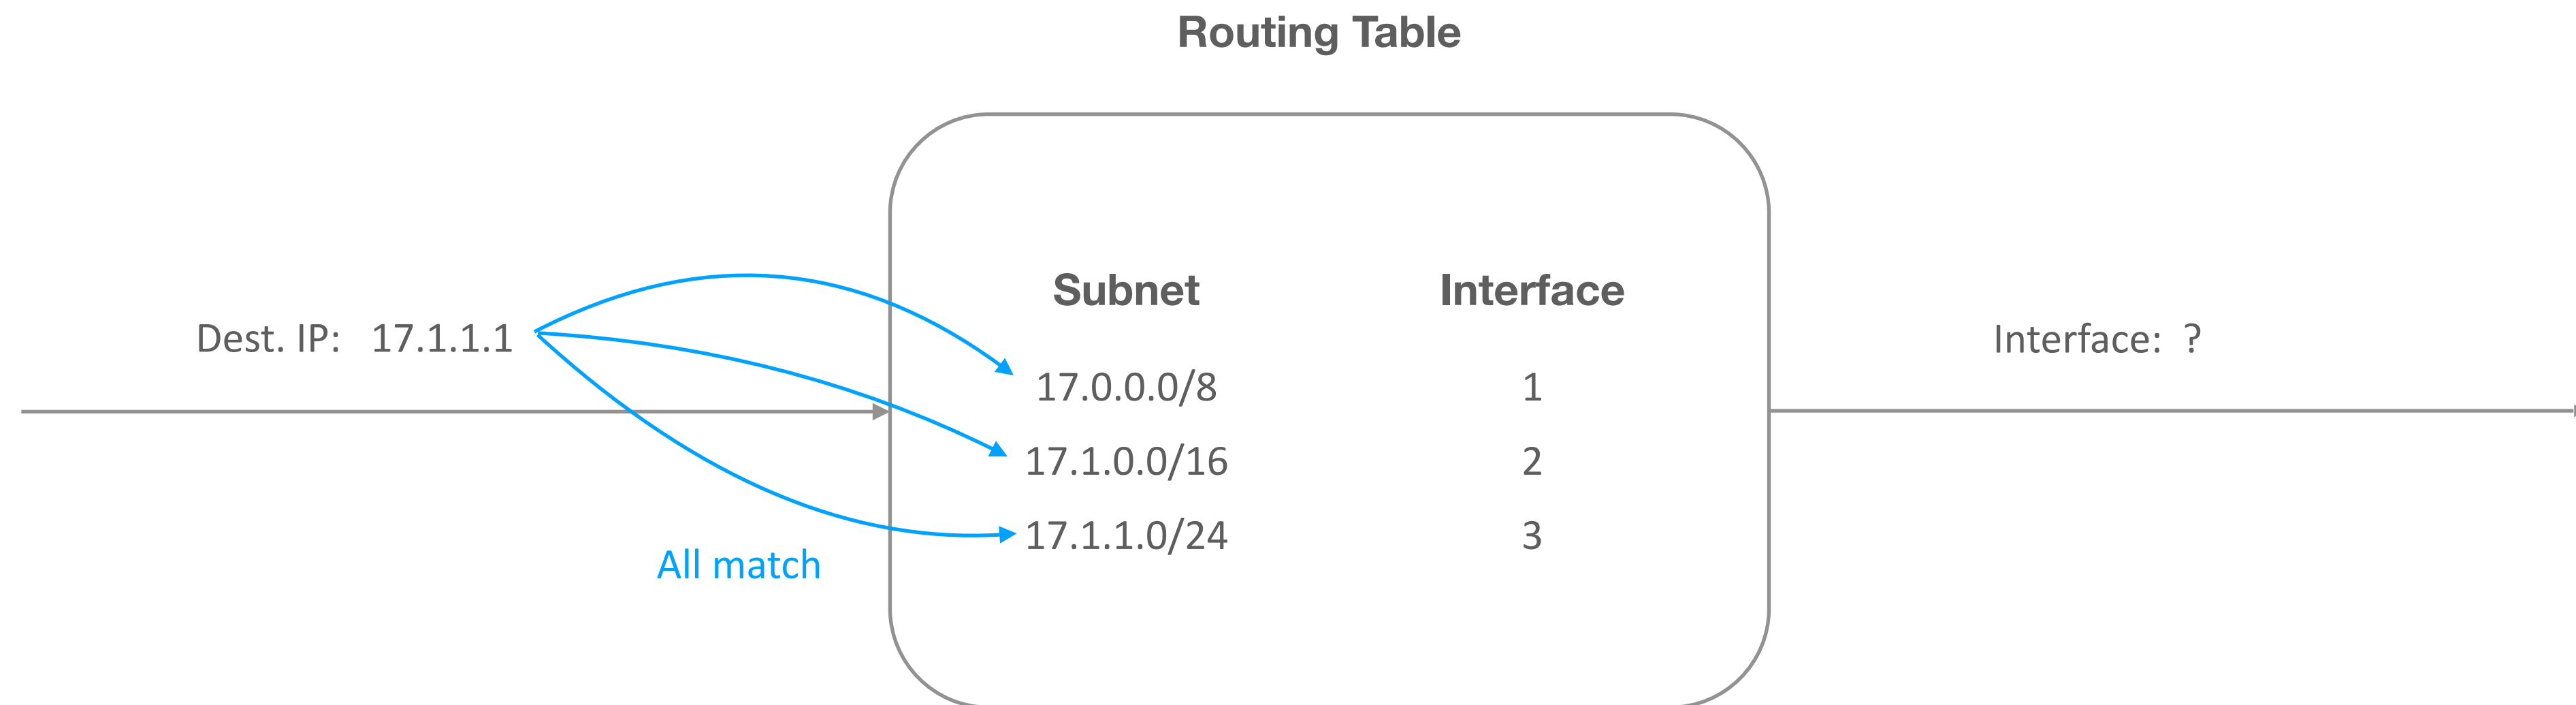 Routing Table
Subnet Interface
Dest. IP: 17.1.1.1
Interface: ?
17.0.0.0/8 1
17.1.0.0/16 2
17.1.1.0/24 3
All match